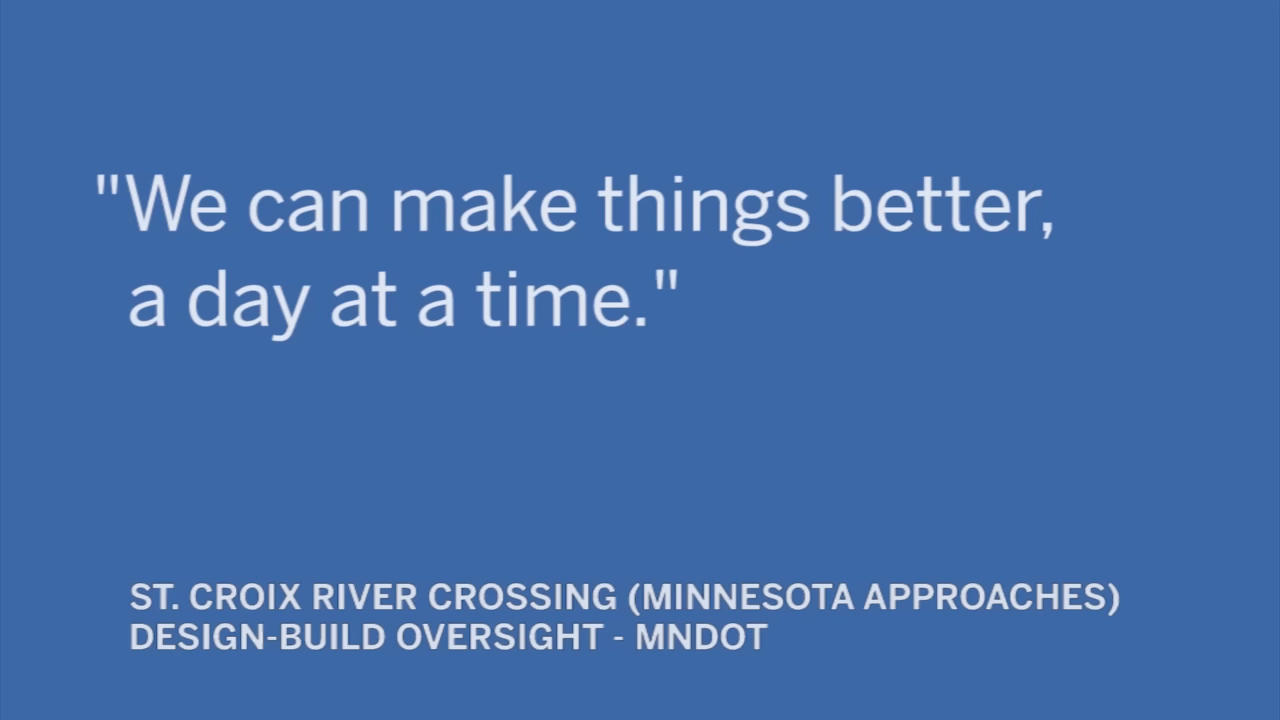 "We can make things better,
a day at a time."
ST. CROIX RIVER CROSSING (MINNESOTA APPROACHES)
DESIGN-BUILD OVERSIGHT - MNDOT